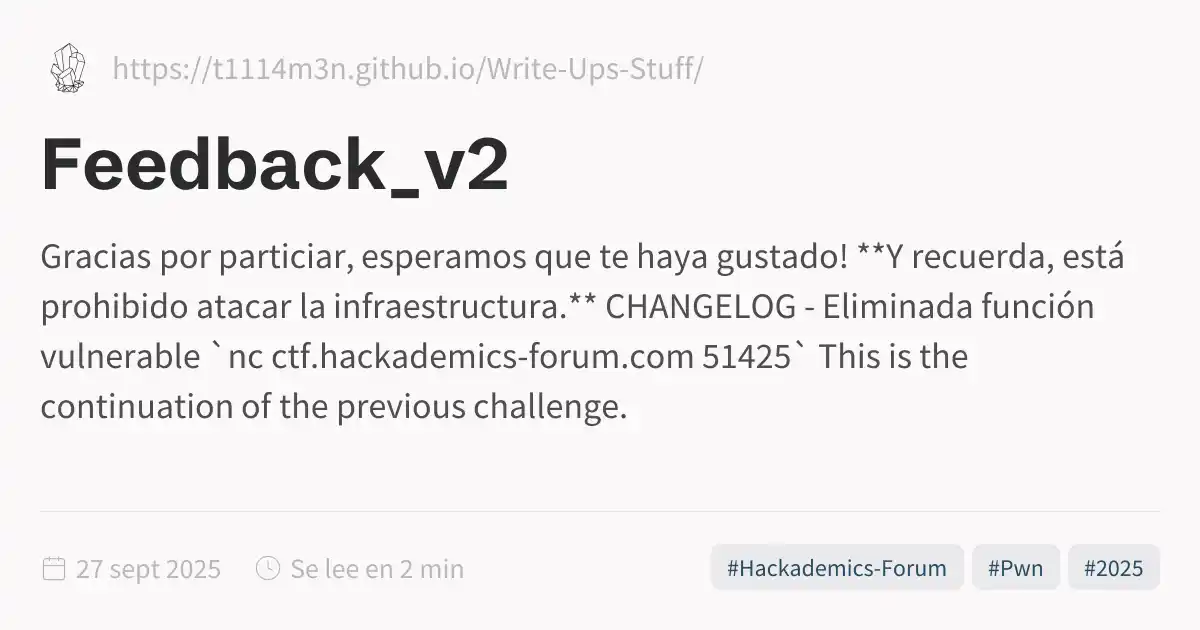 https://t1114m3n.github.io/Write-Ups-Stuff/
Feedback_v2
Gracias por particiar, esperamos que te haya gustado! **Y recuerda, está
prohibido atacar la infraestructura.** CHANGELOG - Eliminada función
vulnerable `nc ctf.hackademics-forum.com 51425` This is the
continuation of the previous challenge.
27 sept 2025 Se lee en 2 min #Hackademics-Forum #Pwn #2025